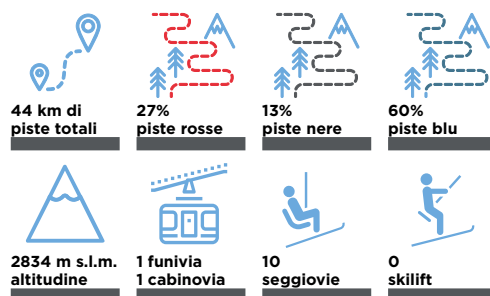 44 km di
piste totali
27%
piste rosse
13%
piste nere
60%
piste blu
2834 m s.l.m.
altitudine
1 funivia
1 cabinovia
10
seggiovie
0
skilift